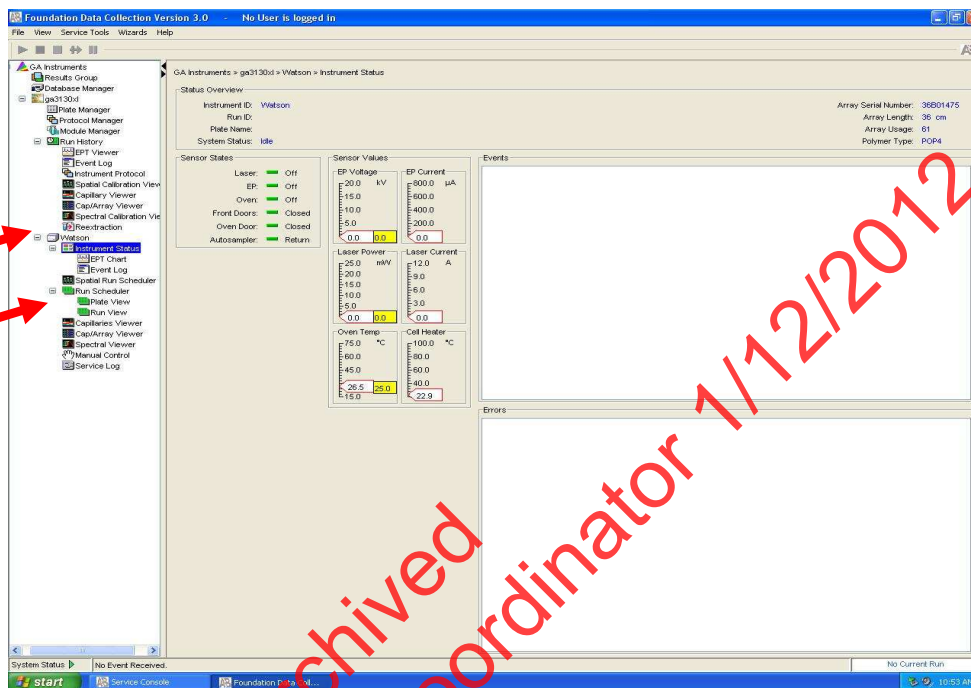 Foundation Data Collection Version 3.0 - No User is logged in
File View Service Tools Wizards Help
GA Instruments
Results Group
Database Manager
ga3130xl
Plate Manager
Protocol Manager
Module Manager
Run History
EPT Viewer
Event Log
Instrument Protocol
Spatial Calibration View
Capillary Viewer
Cap/Array Viewer
Spectral Calibration Vie
Reextraction
Watson
Instrument Status
EPT Chart
Event Log
Spatial Run Scheduler
Run Scheduler
Plate View
Run View
Capillaries Viewer
Cap/Array Viewer
Spectral Viewer
Manual Control
Service Log
GA Instruments > ga3130xl > Watson > Instrument Status
Status Overview
Instrument ID: Watson
Run ID:
Plate Name:
System Status: Idle
Array Serial Number: 36B01475
Array Length: 36 cm
Array Usage: 61
Polymer Type: POP4
Sensor States
Laser: Off
EP: Off
Oven: Off
Front Doors: Closed
Oven Door: Closed
Autosampler: Return
Sensor Values
EP Voltage
20.0 kV
15.0
10.0
5.0
0.0 0.0
EP Current
800.0 µA
600.0
400.0
200.0
0.0
Laser Power
25.0 mW
20.0
15.0
10.0
5.0
0.0 0.0
Laser Current
12.0 A
9.0
6.0
3.0
0.0
Oven Temp
75.0 °C
60.0
45.0
26.5 25.0
15.0
Cell Heater
100.0 °C
80.0
60.0
40.0
22.9
Events
Errors
chived
ordinator 1/12/2012
System Status
No Event Received.
No Current Run
start
Service Console
Foundation Data Coll...
10:53 AM